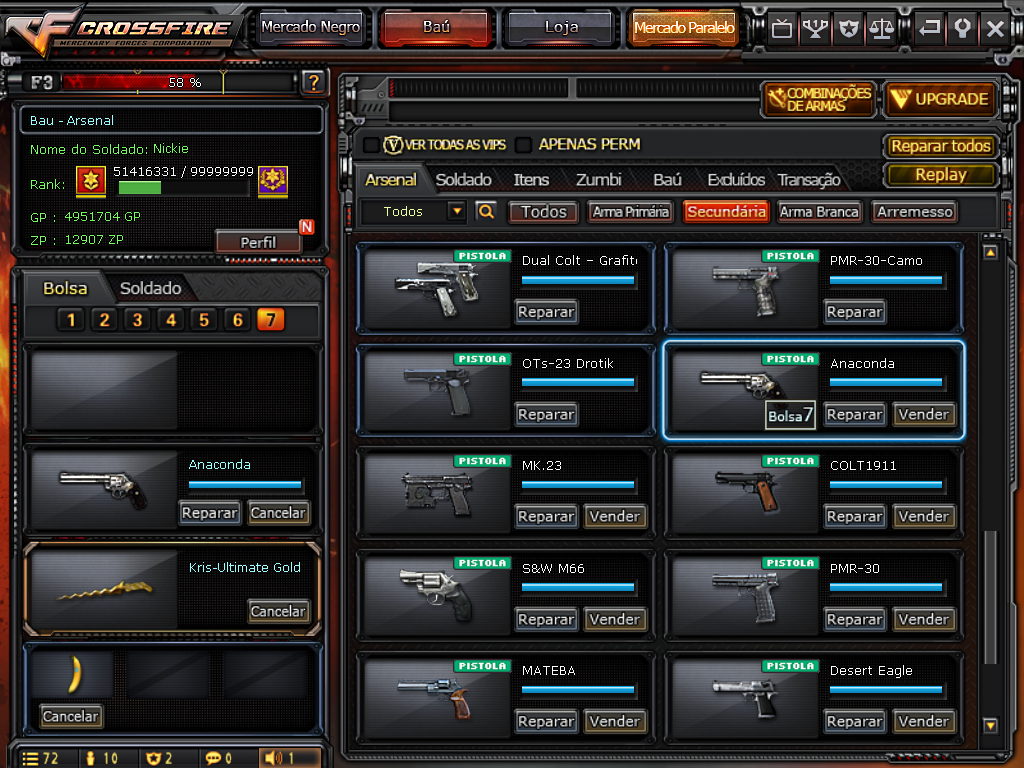 CROSSFIRE
MERCENARY FORCES CORPORATION
Mercado Negro
Baú
Loja
Mercado Paralelo
F3
58 %
?
Bau - Arsenal
Nome do Soldado: Nickie
Rank:
51416331 / 99999999
GP : 4951704 GP
ZP : 12907 ZP
Perfil
N
Bolsa
Soldado
1 2 3 4 5 6 7
Anaconda
Reparar Cancelar
Kris-Ultimate Gold
Cancelar
Cancelar
72 10 2 0 1
COMBINAÇÕES
DE ARMAS
UPGRADE
V VER TODAS AS VIPS
APENAS PERM
Reparar todos
Replay
Arsenal Soldado Itens Zumbi Baú Excluídos Transação
Todos
Todos Arma Primária Secundária Arma Branca Arremesso
PISTOLA
Dual Colt - Grafite
Reparar
PISTOLA
PMR-30-Camo
Reparar
PISTOLA
OTs-23 Drotik
Reparar
PISTOLA
Anaconda
Bolsa7
Reparar Vender
PISTOLA
MK.23
Reparar Vender
PISTOLA
COLT1911
Reparar Vender
PISTOLA
S&W M66
Reparar Vender
PISTOLA
PMR-30
Reparar Vender
PISTOLA
MATEBA
Reparar Vender
PISTOLA
Desert Eagle
Reparar Vender